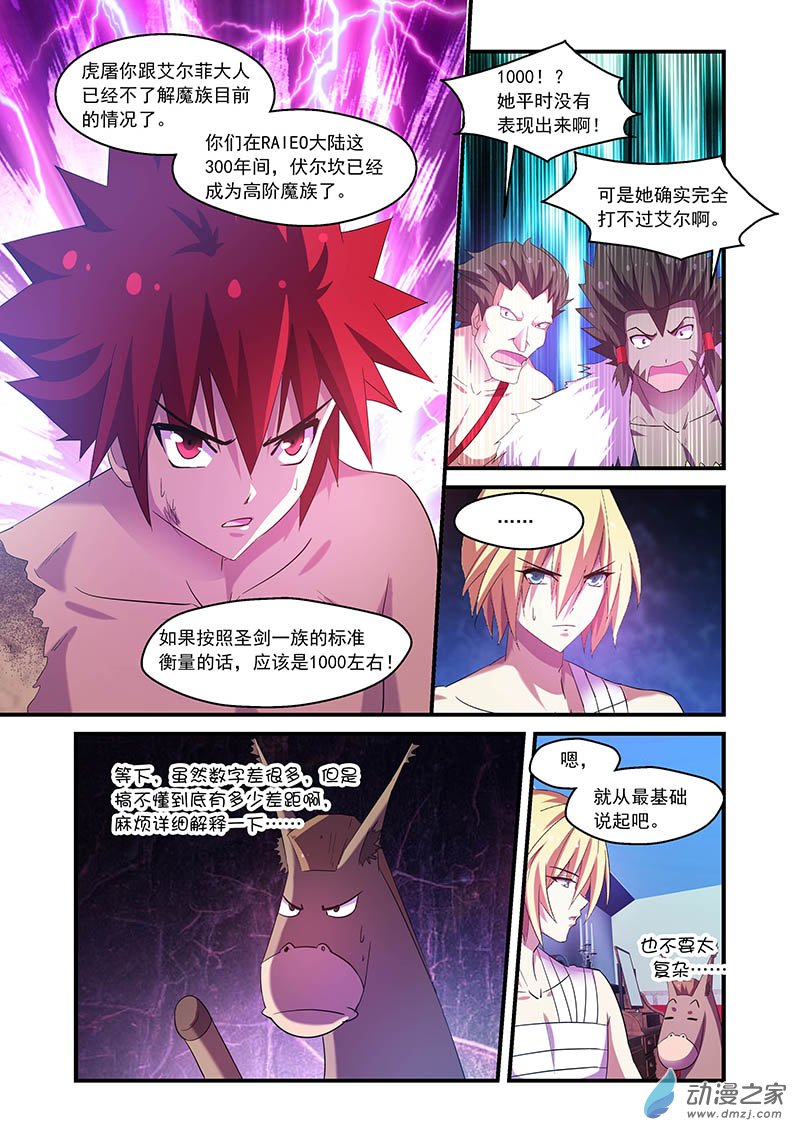 虎屠你跟艾尔菲大人
已经不了解魔族目前
的情况了。
你们在RAIEO大陆这
300年间，伏尔坎已经
成为高阶魔族了。
如果按照圣剑一族的标准
衡量的话，应该是1000左右！
1000！？
她平时没有
表现出来啊！
可是她确实完全
打不过艾尔啊。
……
等下，虽然数字差很多，但是
搞不懂到底有多少差距啊，
麻烦详细解释一下……
嗯，
就从最基础
说起吧。
也不要太
复杂……
动漫之家
www.dmzj.com